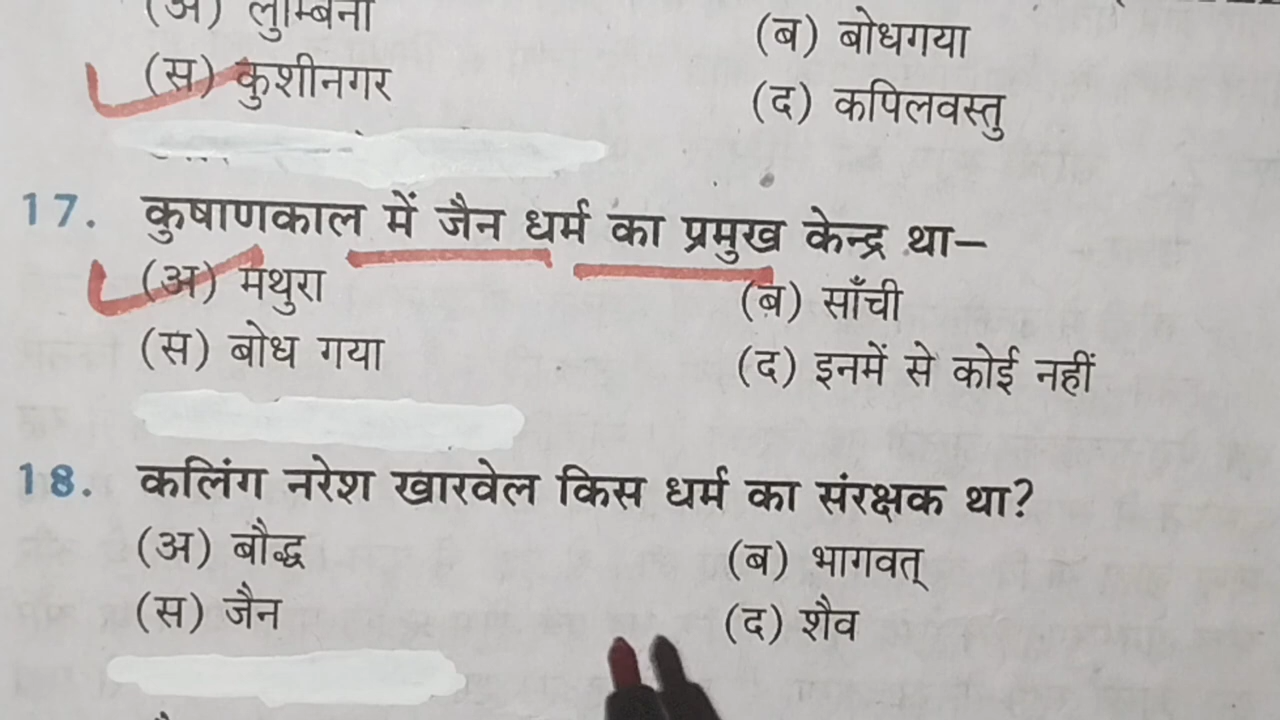 (अ) लुम्बिनी (ब) बोधगया
(स) कुशीनगर (द) कपिलवस्तु
17. कुषाणकाल में जैन धर्म का प्रमुख केन्द्र था–
(अ) मथुरा (ब) साँची
(स) बोध गया (द) इनमें से कोई नहीं
18. कलिंग नरेश खारवेल किस धर्म का संरक्षक था?
(अ) बौद्ध (ब) भागवत्
(स) जैन (द) शैव